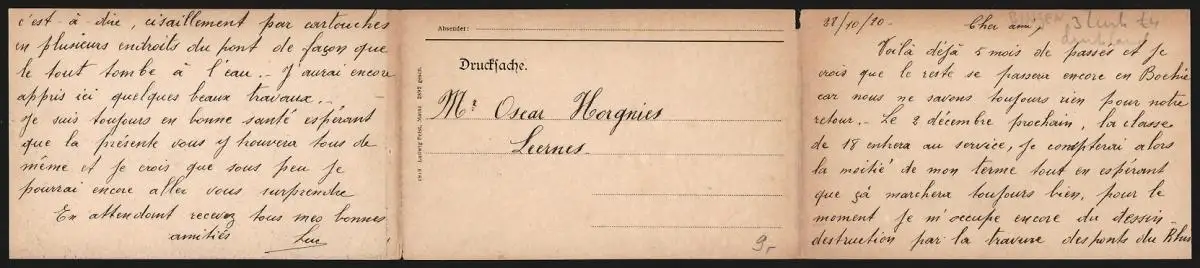 c'est à dire, cisaillement par cartouches
en plusieurs endroits du pont de façon que
le tout tombe à l'eau.- J'aurai encore
appris ici quelques beaux travaux.-
Je suis toujours en bonne santé espérant
que la présente vous y trouvera tous de
même et je crois que sous peu je
pourrai encore aller vous surprendre
En attendant recevez tous mes bonnes
amitiés Luc
Absender:
Drucksache.
Mr Oscar Horgnies
Leernes
9,-
28/10/20- Cher ami,
BINGEN
Voilà déjà 5 mois de passés et je
crois que le reste se passera encore en Bochie
car nous ne savons toujours rien pour notre
retour.- Le 2 décembre prochain, la classe
de 18 entrera au service, je compterai alors
la moitié de mon terme tout en espérant
que çà marchera toujours bien, pour le
moment je m'occupe encore du dessin
destruction par la travure des ponts du Rhin